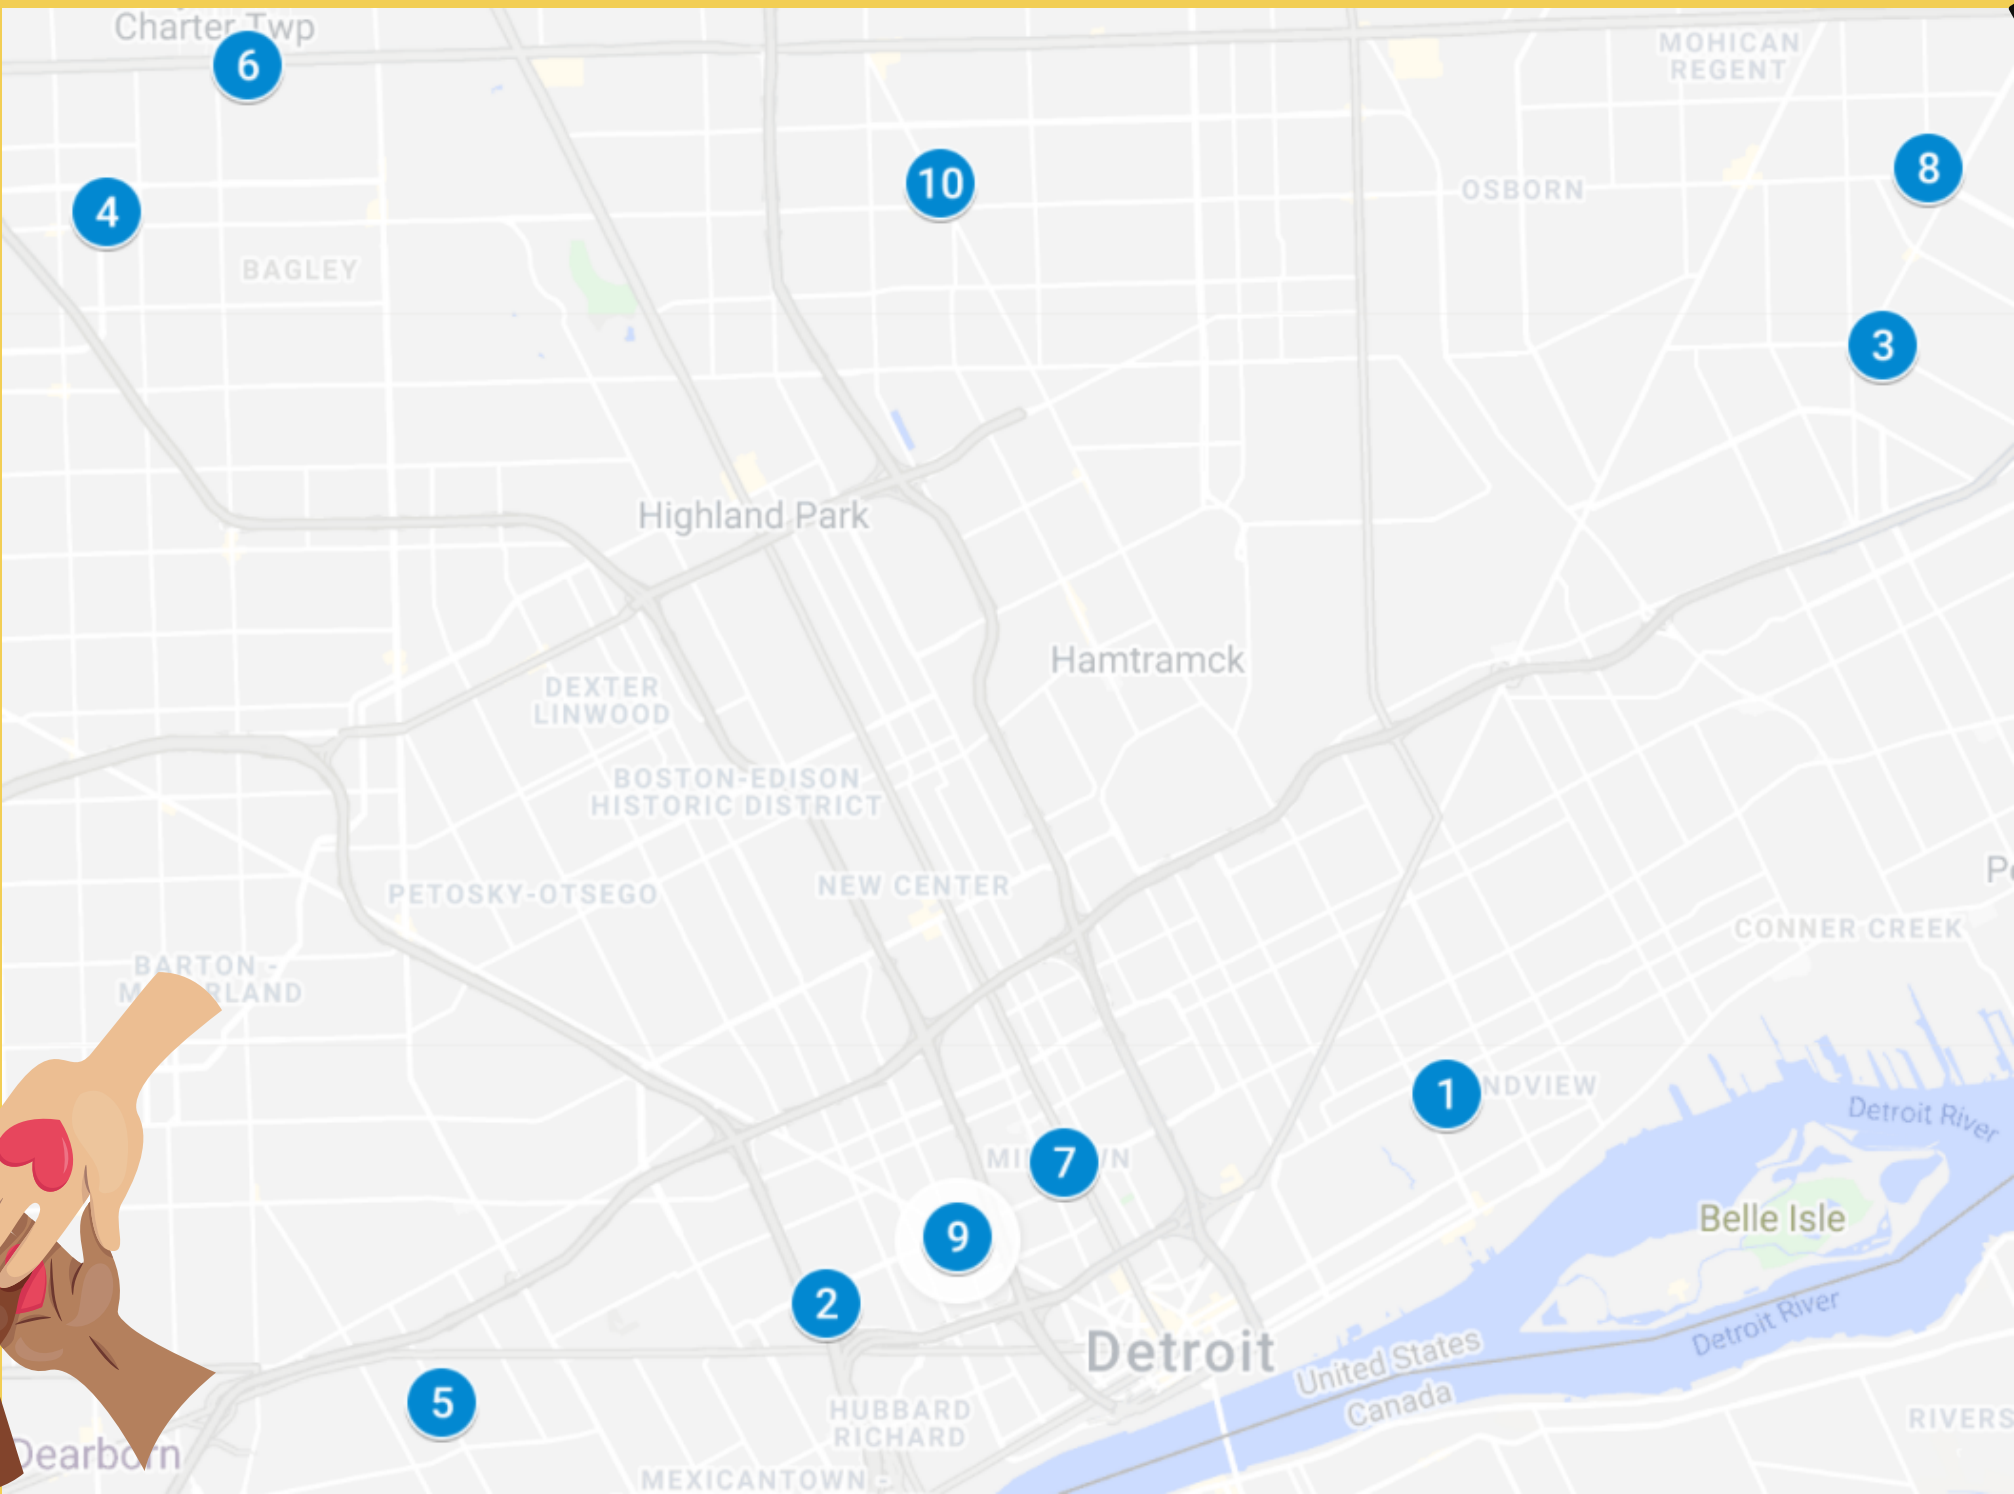 Charter Twp
6
MOHICAN
REGENT
8
4
10
OSBORN
BAGLEY
3
Highland Park
Hamtramck
DEXTER
LINWOOD
BOSTON-EDISON
HISTORIC DISTRICT
PETOSKY-OTSEGO
NEW CENTER
CONNER CREEK
BARTON -
1
NDVIEW
Detroit River
7
9
Belle Isle
2
Detroit
United States
Canada
Detroit River
5
HUBBARD
RICHARD
RIVERS
Dearborn
MEXICANTOWN -